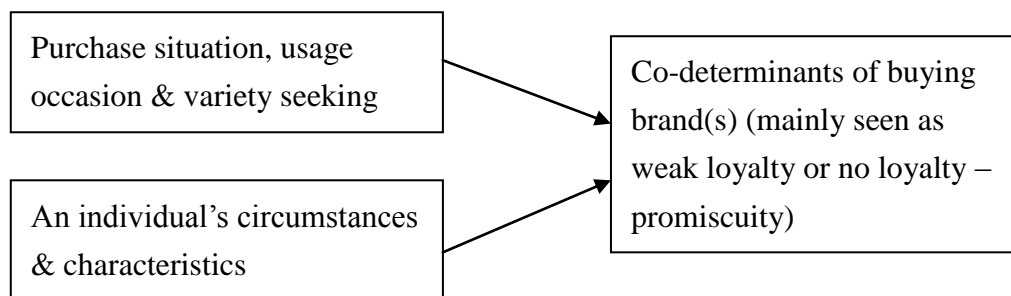 Purchase situation, usage
occasion & variety seeking
An individual’s circumstances
& characteristics
Co-determinants of buying
brand(s) (mainly seen as
weak loyalty or no loyalty –
promiscuity)